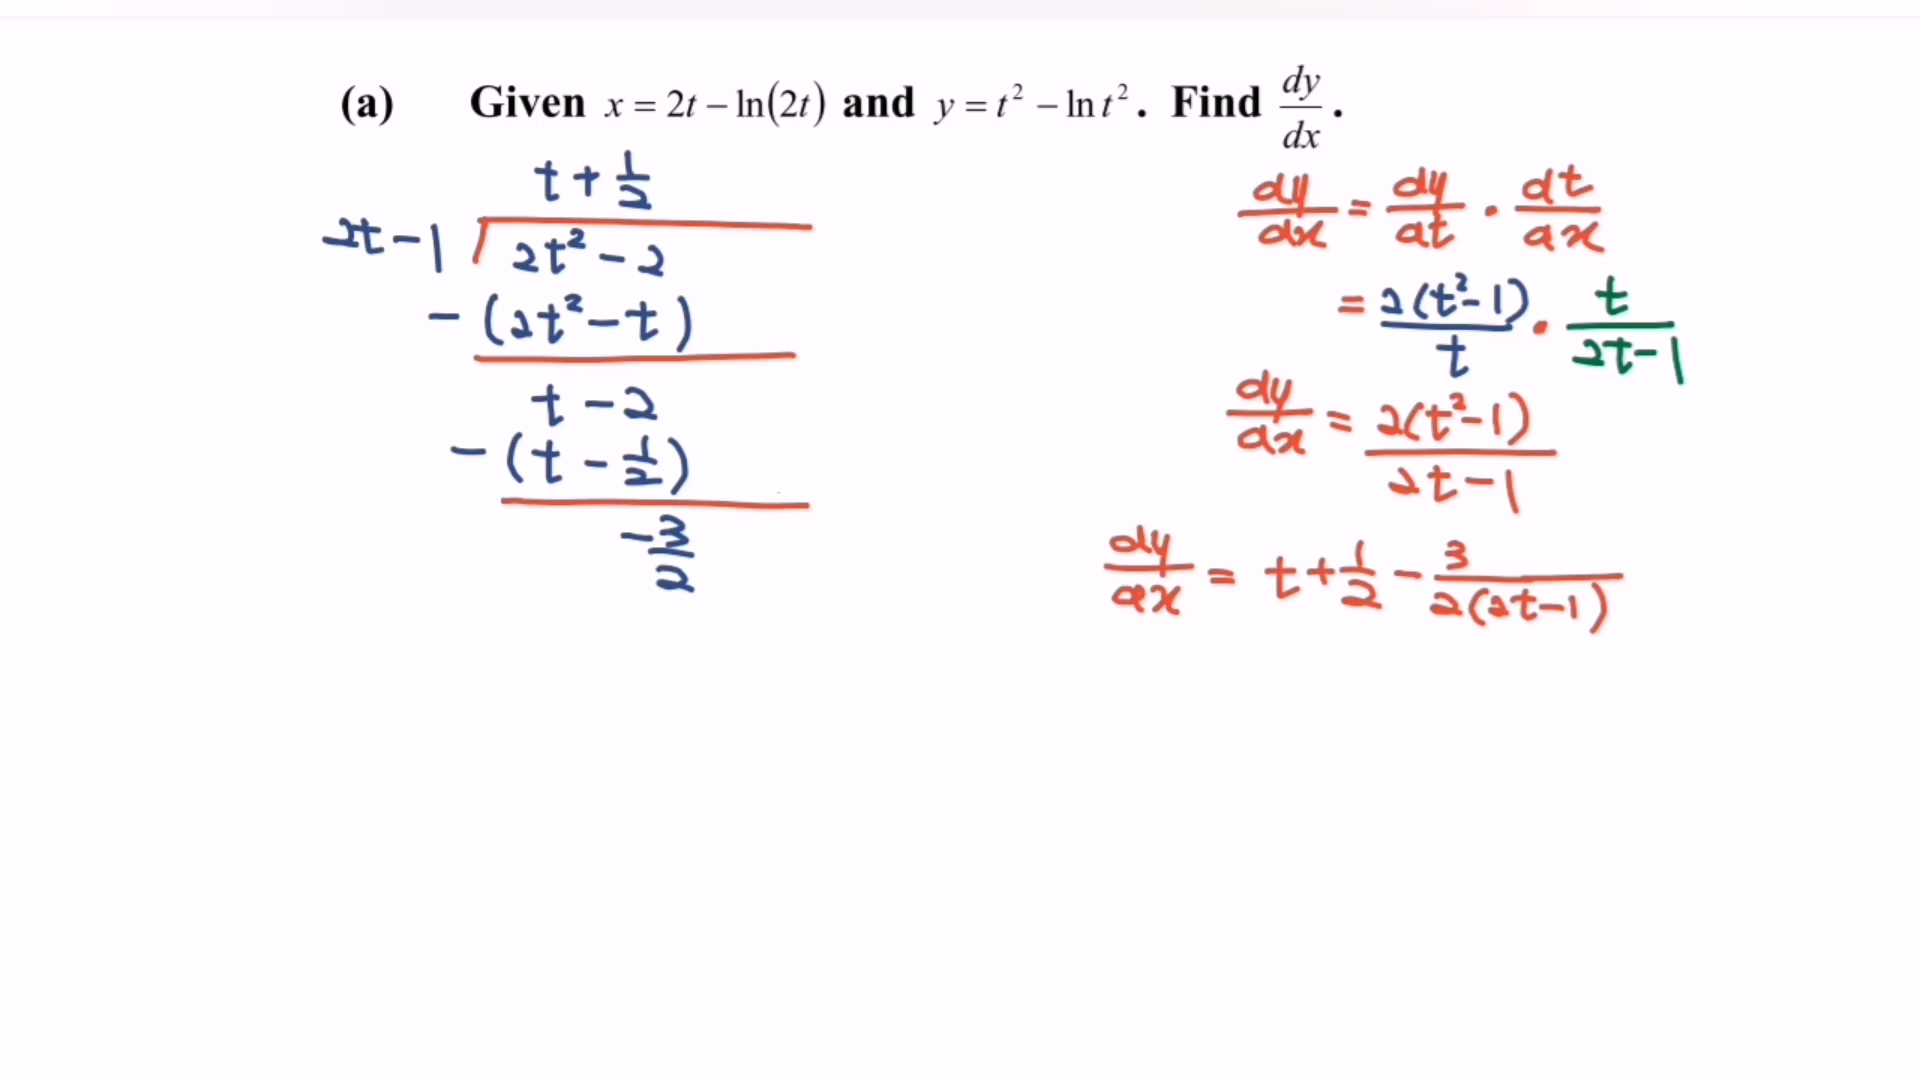 (a) Given x = 2t − ln(2t) and y = t² − ln t². Find dy/dx.
t + 1/2
2t − 1 2t² − 2
− (2t² − t)
t − 2
− (t − 1/2)
−3/2
dy/dx = dy/dt · dt/dx
= 2(t² − 1)/t · t/2t − 1
dy/dx = 2(t² − 1)/2t − 1
dy/dx = t + 1/2 − 3/2(2t − 1)